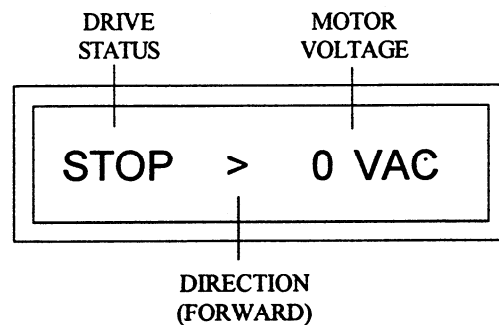 DRIVE
STATUS
MOTOR
VOLTAGE
STOP > 0 VAC
DIRECTION
(FORWARD)